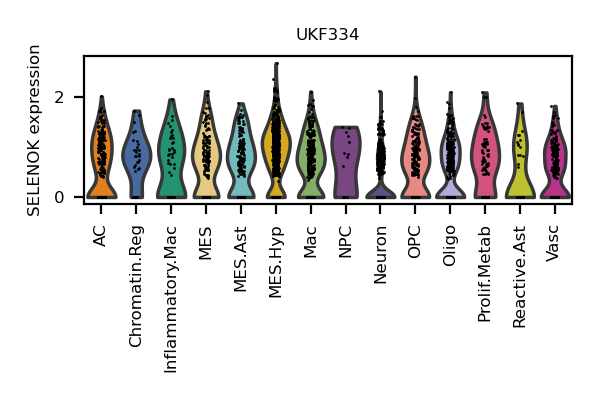 UKF334
SELENOK expression
2
0
AC
Chromatin.Reg
Inflammatory.Mac
MES
MES.Ast
MES.Hyp
Mac
NPC
Neuron
OPC
Oligo
Prolif.Metab
Reactive.Ast
Vasc